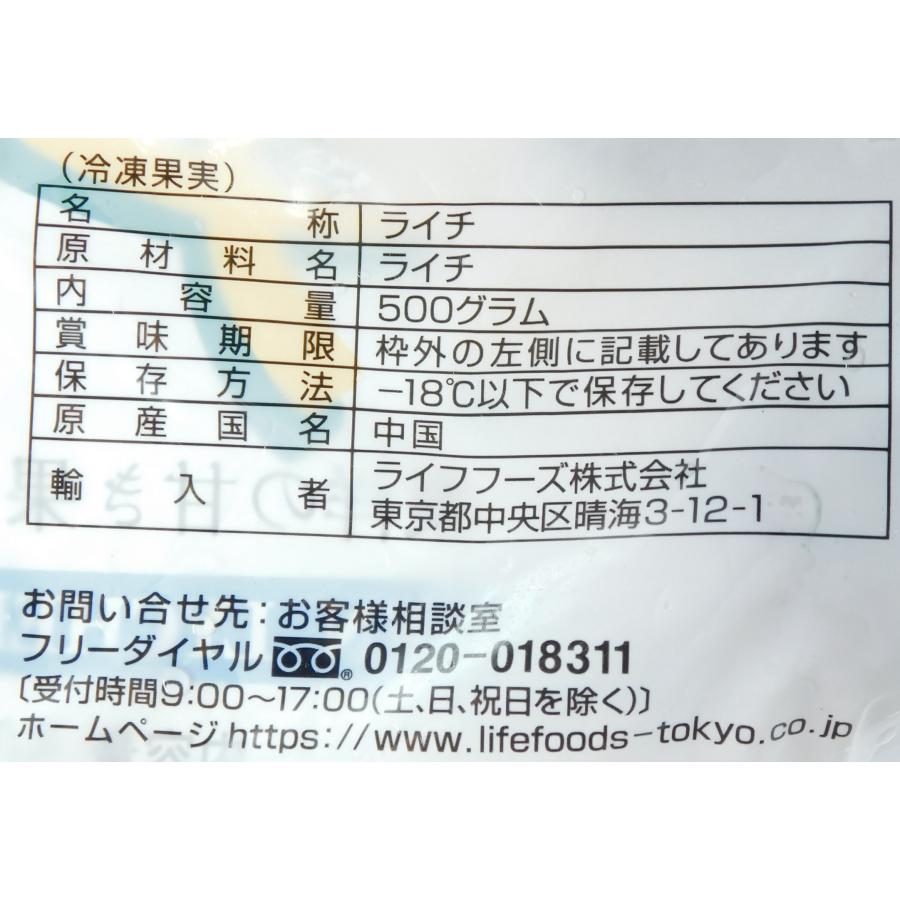 (冷凍果実)
名称 ライチ
原材料名 ライチ
内容量 500グラム
賞味期限 枠外の左側に記載してあります
保存方法 -18℃以下で保存してください
原産国名 中国
輸入者 ライフフーズ株式会社
東京都中央区晴海3-12-1
お問い合せ先:お客様相談室
フリーダイヤル ® 0120-018311
〔受付時間9:00〜17:00(土、日、祝日を除く)〕
ホームページhttps://www.lifefoods-tokyo.co.jp